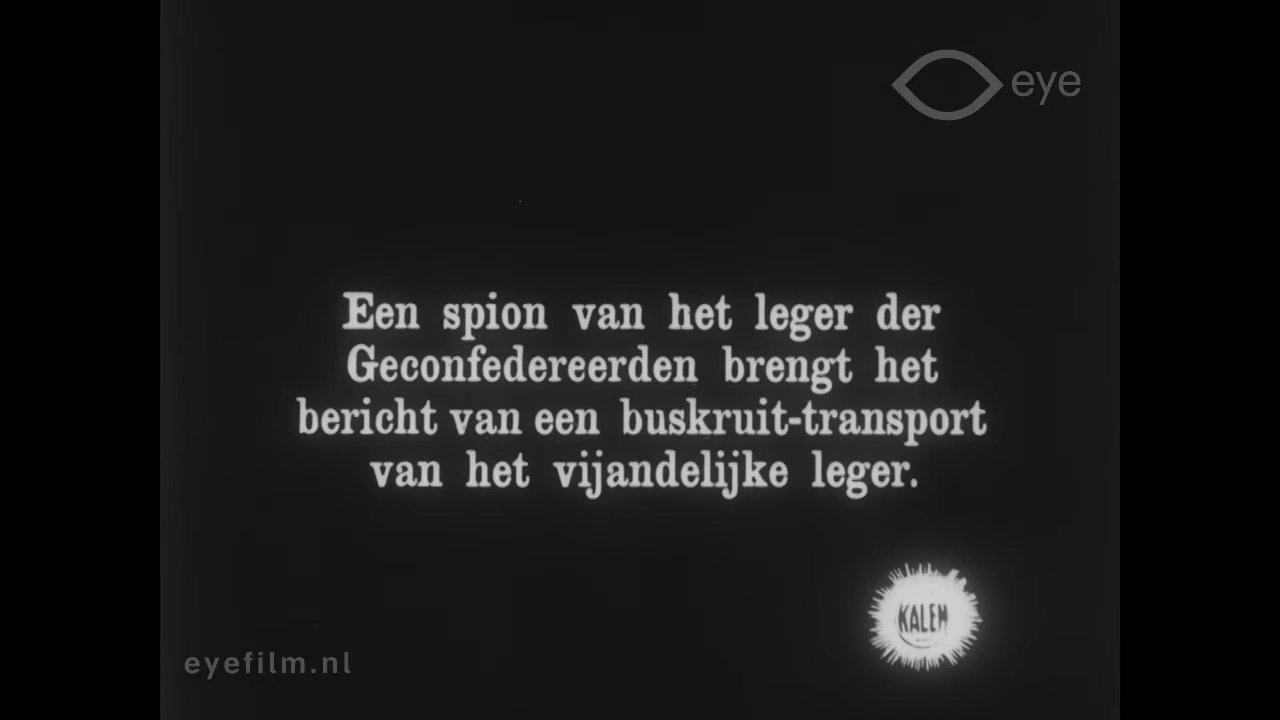 eye
Een spion van het leger der
Geconfedereerden brengt het
bericht van een buskruit-transport
van het vijandelijke leger.
KALEM
eyefilm.nl